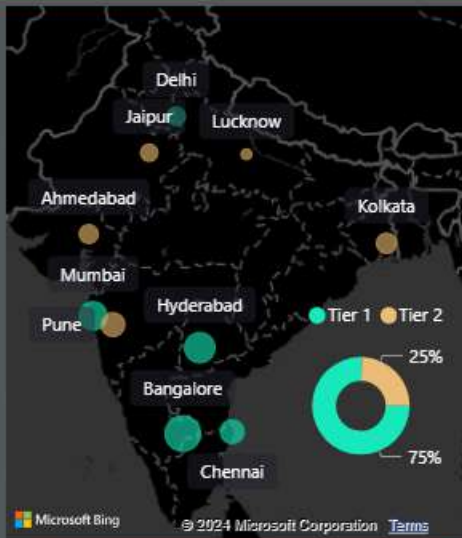 Delhi
Jaipur
Lucknow
Ahmedabad
Kolkata
Mumbai
Pune
Hyderabad
Tier 1 Tier 2
25%
Bangalore
75%
Chennai
Microsoft Bing
© 2024 Microsoft Corporation Terms